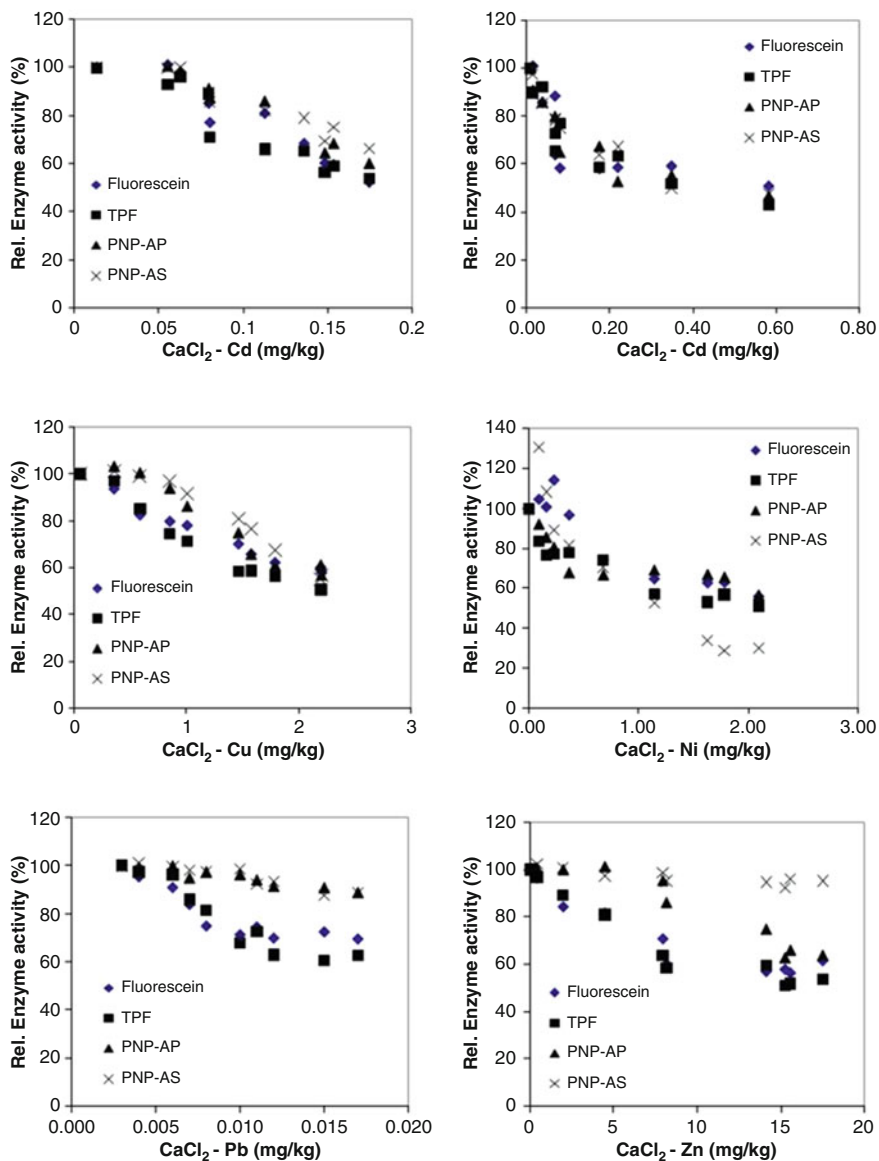 Rel. Enzyme activity (%)
120
100
80
60
40
20
0
Fluorescein
TPF
PNP-AP
PNP-AS
0 0.05 0.1 0.15 0.2
CaCl2 - Cd (mg/kg)
Rel. Enzyme activity (%)
120
100
80
60
40
20
0
Fluorescein
TPF
PNP-AP
PNP-AS
0.00 0.20 0.40 0.60 0.80
CaCl2 - Cd (mg/kg)
Rel. Enzyme activity (%)
120
100
80
60
40
20
0
Fluorescein
TPF
PNP-AP
PNP-AS
0 1 2 3
CaCl2 - Cu (mg/kg)
Rel. Enzyme activity (%)
140
120
100
80
60
40
20
0
Fluorescein
TPF
PNP-AP
PNP-AS
0.00 1.00 2.00 3.00
CaCl2 - Ni (mg/kg)
Rel. Enzyme activity (%)
120
100
80
60
40
20
0
Fluorescein
TPF
PNP-AP
PNP-AS
0.000 0.005 0.010 0.015 0.020
CaCl2 - Pb (mg/kg)
Rel. Enzyme activity (%)
120
100
80
60
40
20
0
Fluorescein
TPF
PNP-AP
PNP-AS
0 5 10 15 20
CaCl2 - Zn (mg/kg)